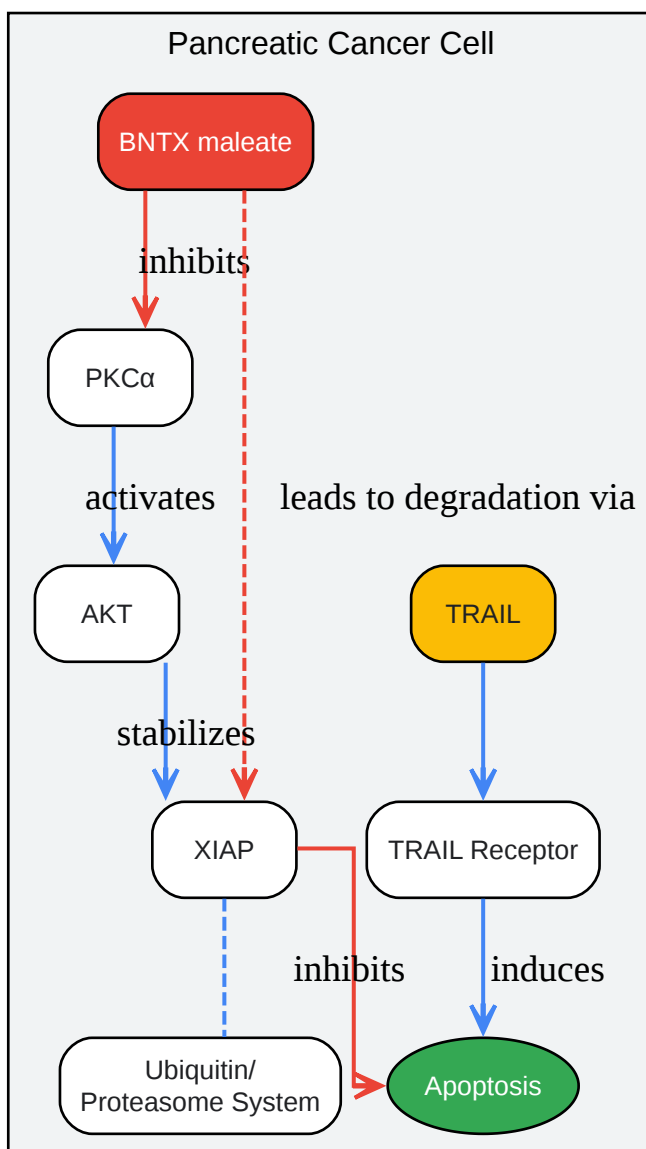 Pancreatic Cancer Cell
BNTX maleate
inhibits
PKCα
activates
leads to degradation via
AKT
TRAIL
stabilizes
XIAP
TRAIL Receptor
inhibits
induces
Ubiquitin/
Proteasome System
Apoptosis